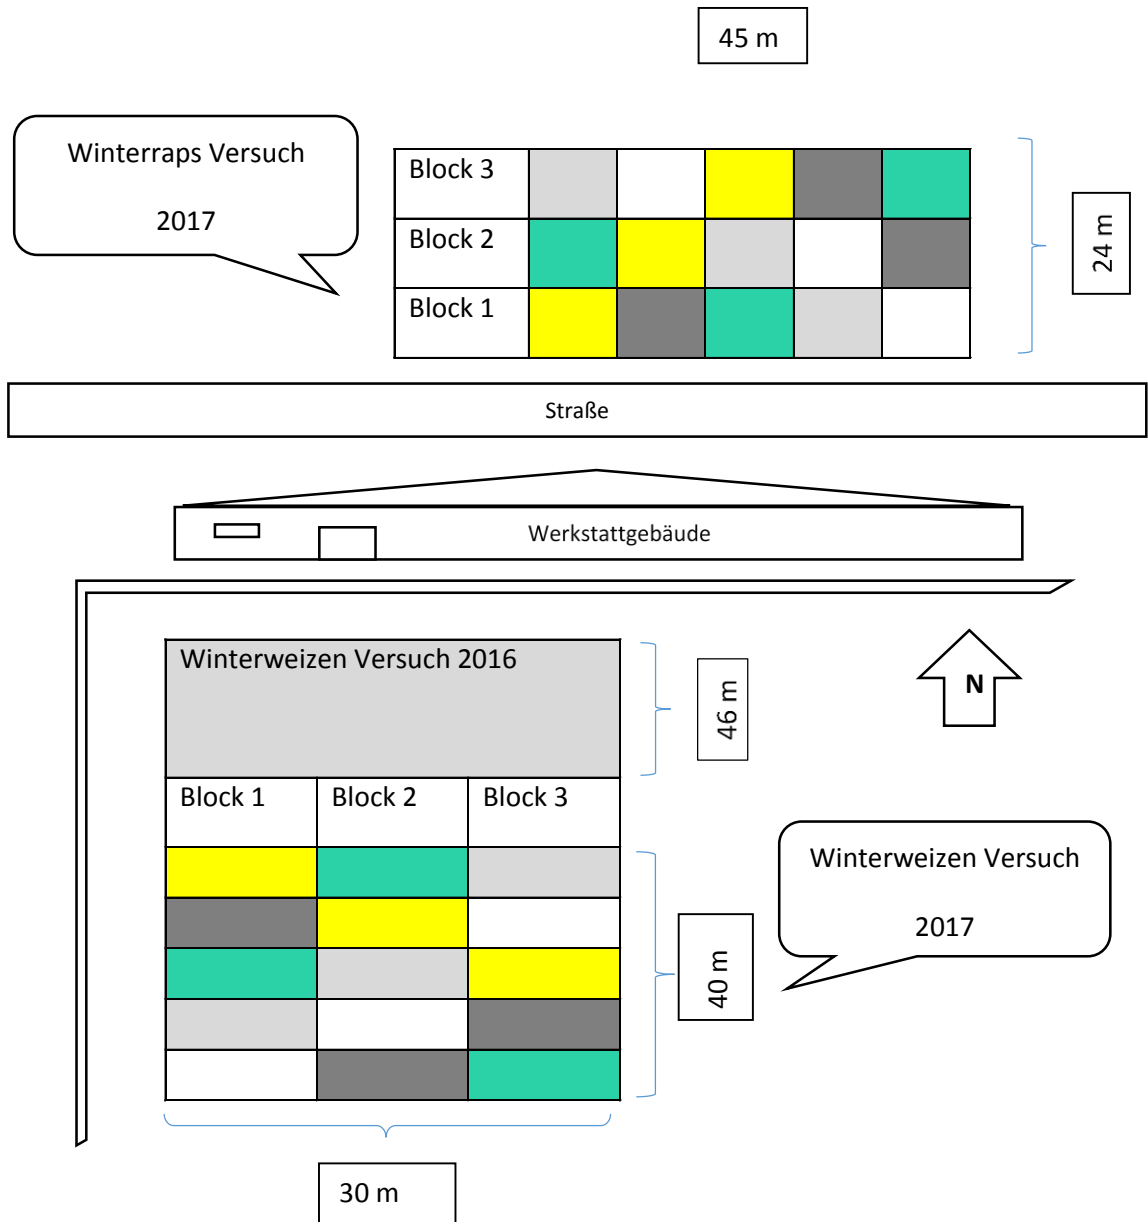 45 m
Winterraps Versuch
2017
Block 3
Block 2
Block 1
24 m
Straße
Werkstattgebäude
Winterweizen Versuch 2016
46 m
N
Block 1 Block 2 Block 3
Winterweizen Versuch
2017
40 m
30 m